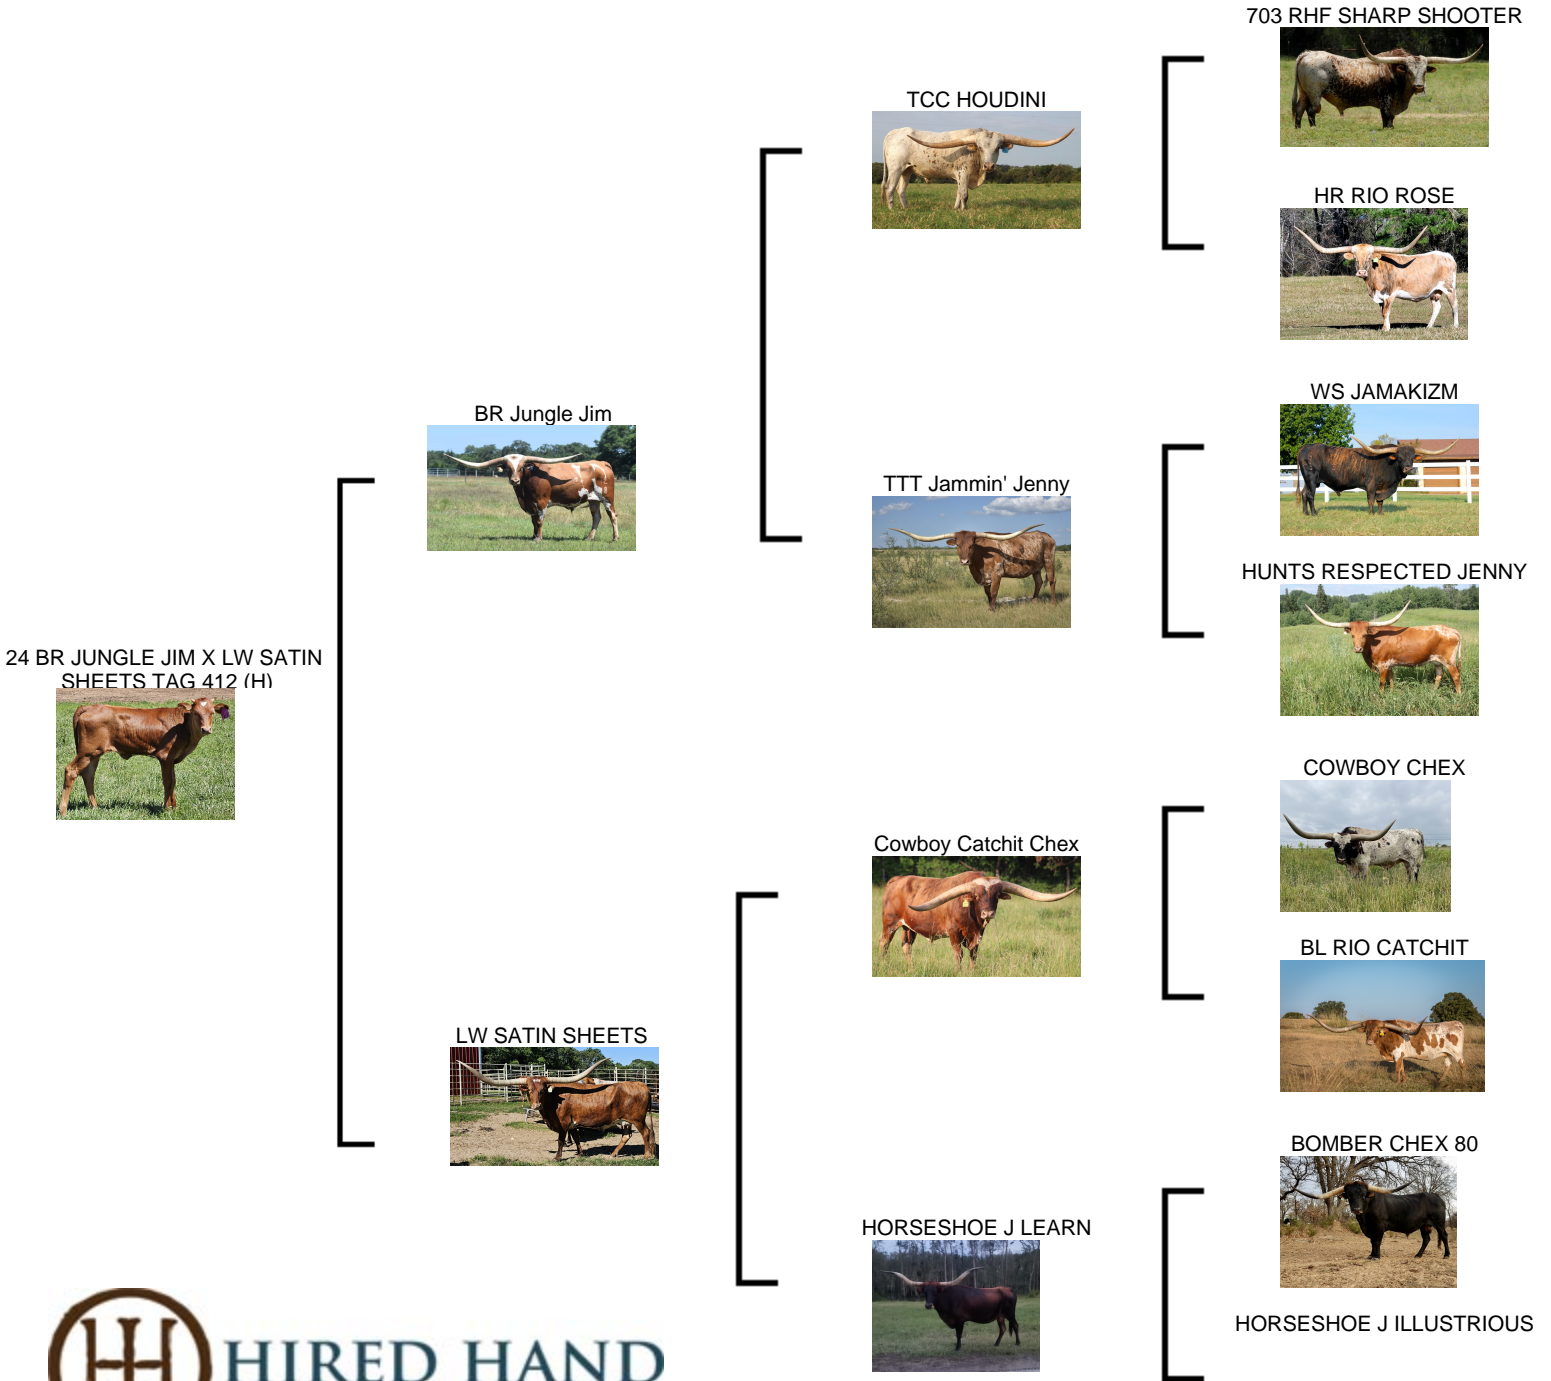 703 RHF SHARP SHOOTER
TCC HOUDINI
HR RIO ROSE
WS JAMAKIZM
BR Jungle Jim
TTT Jammin' Jenny
HUNTS RESPECTED JENNY
24 BR JUNGLE JIM X LW SATIN
SHEETS TAG 412 (H)
COWBOY CHEX
Cowboy Catchit Chex
BL RIO CATCHIT
LW SATIN SHEETS
BOMBER CHEX 80
HORSESHOE J LEARN
HORSESHOE J ILLUSTRIOUS
HIRED HAND